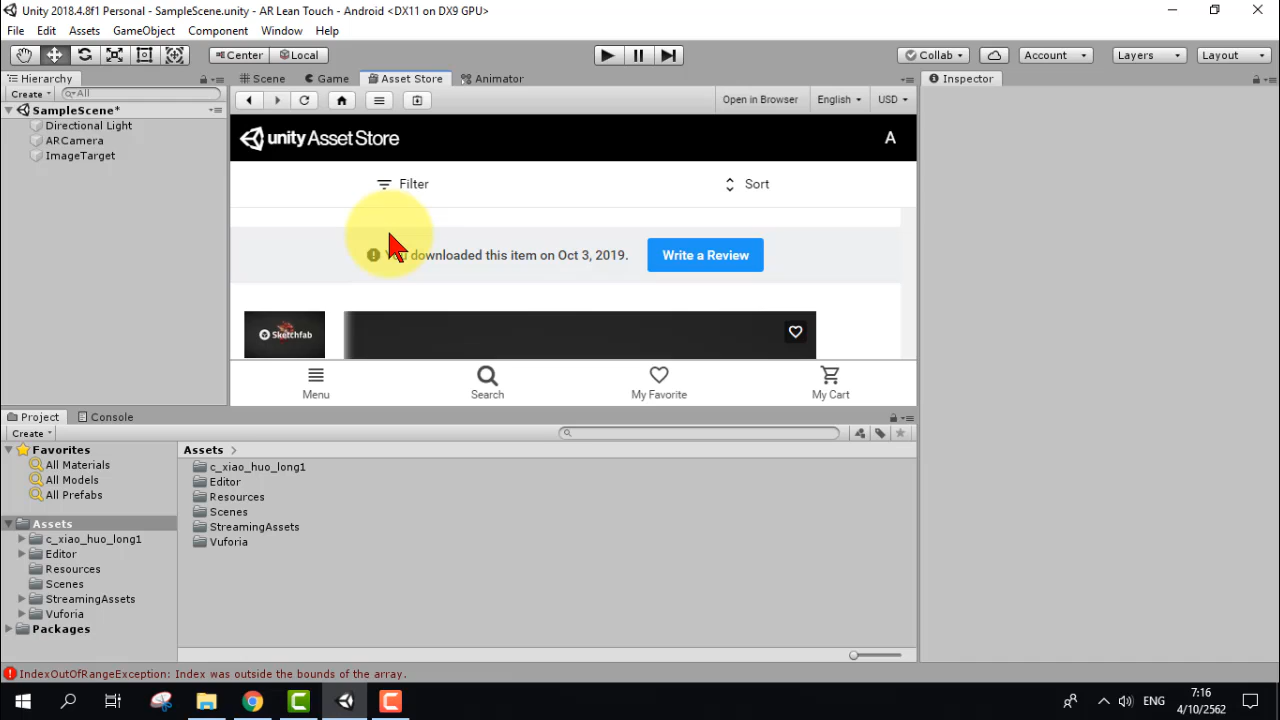 Unity 2018.4.8f1 Personal - SampleScene.unity - AR Lean Touch - Android <DX11 on DX9 GPU>
File Edit Assets GameObject Component Window Help
Center Local Collab Account Layers Layout
Hierarchy Scene Game Asset Store Animator Inspector
Create All
Open in Browser English USD
SampleScene*
Directional Light
ARCamera
ImageTarget
unity Asset Store A
Filter Sort
downloaded this item on Oct 3, 2019. Write a Review
Sketchfab
Menu Search My Favorite My Cart
Project Console
Create
Favorites
All Materials
All Models
All Prefabs
Assets
c_xiao_huo_long1
Editor
Resources
Scenes
StreamingAssets
Vuforia
Packages
Assets
c_xiao_huo_long1
Editor
Resources
Scenes
StreamingAssets
Vuforia
IndexOutOfRangeException: Index was outside the bounds of the array.
ENG
7:16
4/10/2562